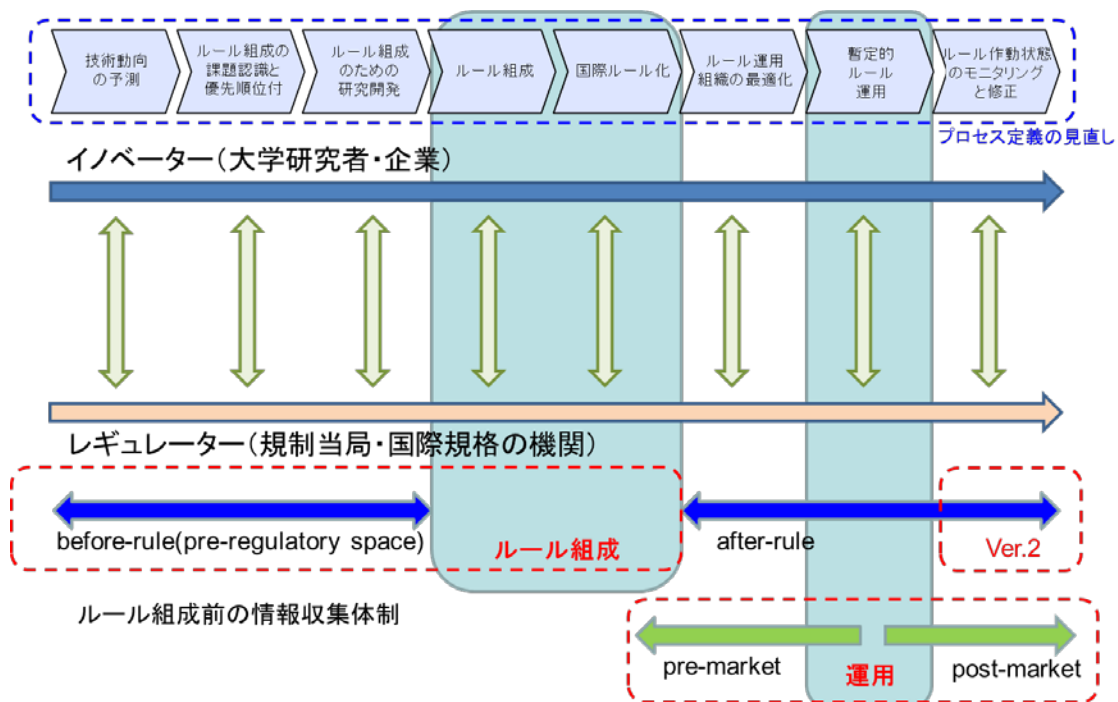 技術動向
の予測
ルール組成の
課題認識と
優先順位付
ルール組成
のための
研究開発
ルール組成
国際ルール化
ルール運用
組織の最適化
暫定的
ルール
運用
ルール作動状態
のモニタリング
と修正
プロセス定義の見直し
イノベーター(大学研究者・企業)
レギュレーター(規制当局・国際規格の機関)
before-rule(pre-regulatory space)
ルール組成
after-rule
Ver.2
ルール組成前の情報収集体制
pre-market
運用
post-market